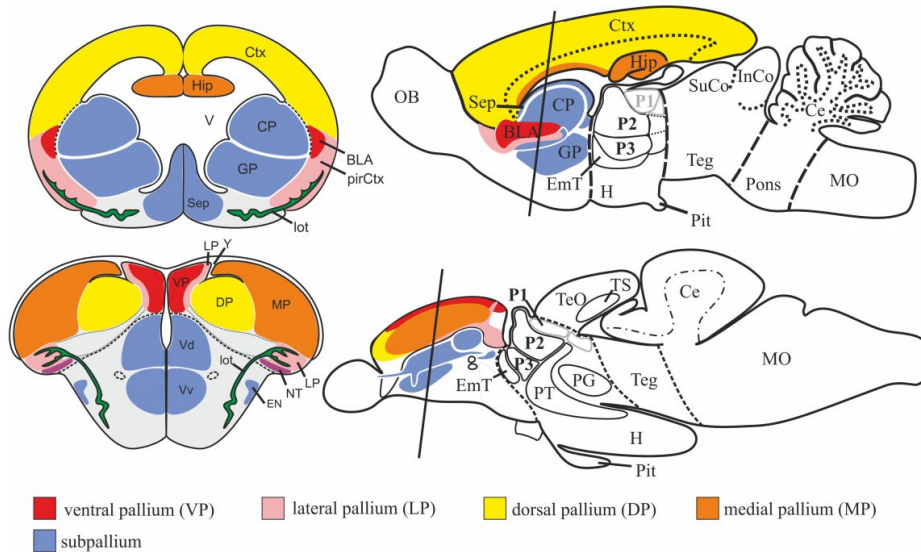 Ctx
Hip
V
CP
GP
Sep
BLA
pirCtx
lot
Ctx
OB
Hip
Sep
CP
BLA
GP
P1
P2
P3
EmT
H
Pit
SuCo
InCo
Ce
Teg
Pons
MO
LP
Y
VP
DP
MP
Vd
Vv
lot
LP
NT
EN
P1
P2
P3
EmT
TeO
TS
Ce
PT
PG
Teg
MO
H
Pit
ventral pallium (VP)
lateral pallium (LP)
dorsal pallium (DP)
medial pallium (MP)
subpallium